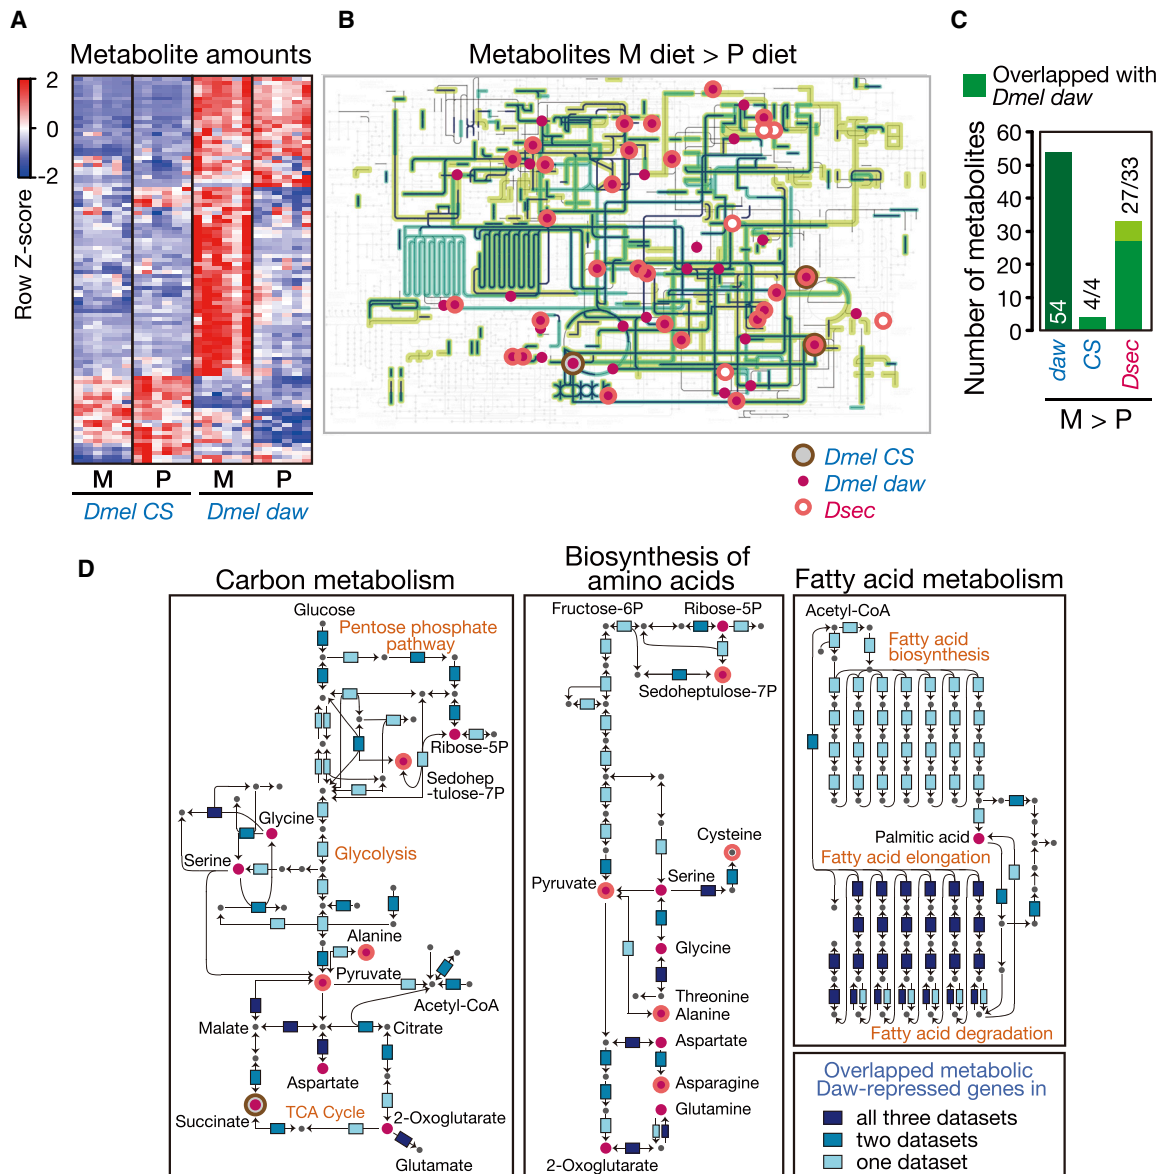 A
Metabolite amounts
2
0
-2
Row Z-score
M
P
M
P
Dmel CS
Dmel daw
B
Metabolites M diet > P diet
Dmel CS
Dmel daw
Dsec
C
Overlapped with
Dmel daw
Number of metabolites
60
50
40
30
20
10
0
54
4/4
27/33
daw
CS
Dsec
M > P
D
Carbon metabolism
Glucose
Pentose phosphate
pathway
Ribose-5P
Sedohep
-tulose-7P
Glycine
Serine
Glycolysis
Alanine
Pyruvate
Acetyl-CoA
Malate
Citrate
Aspartate
Succinate
TCA Cycle
2-Oxoglutarate
Glutamate
Biosynthesis of
amino acids
Fructose-6P
Ribose-5P
Sedoheptulose-7P
Cysteine
Pyruvate
Serine
Glycine
Threonine
Alanine
Aspartate
Asparagine
Glutamine
2-Oxoglutarate
Fatty acid metabolism
Acetyl-CoA
Fatty acid
biosynthesis
Palmitic acid
Fatty acid elongation
Fatty acid degradation
Overlapped metabolic
Daw-repressed genes in
all three datasets
two datasets
one dataset